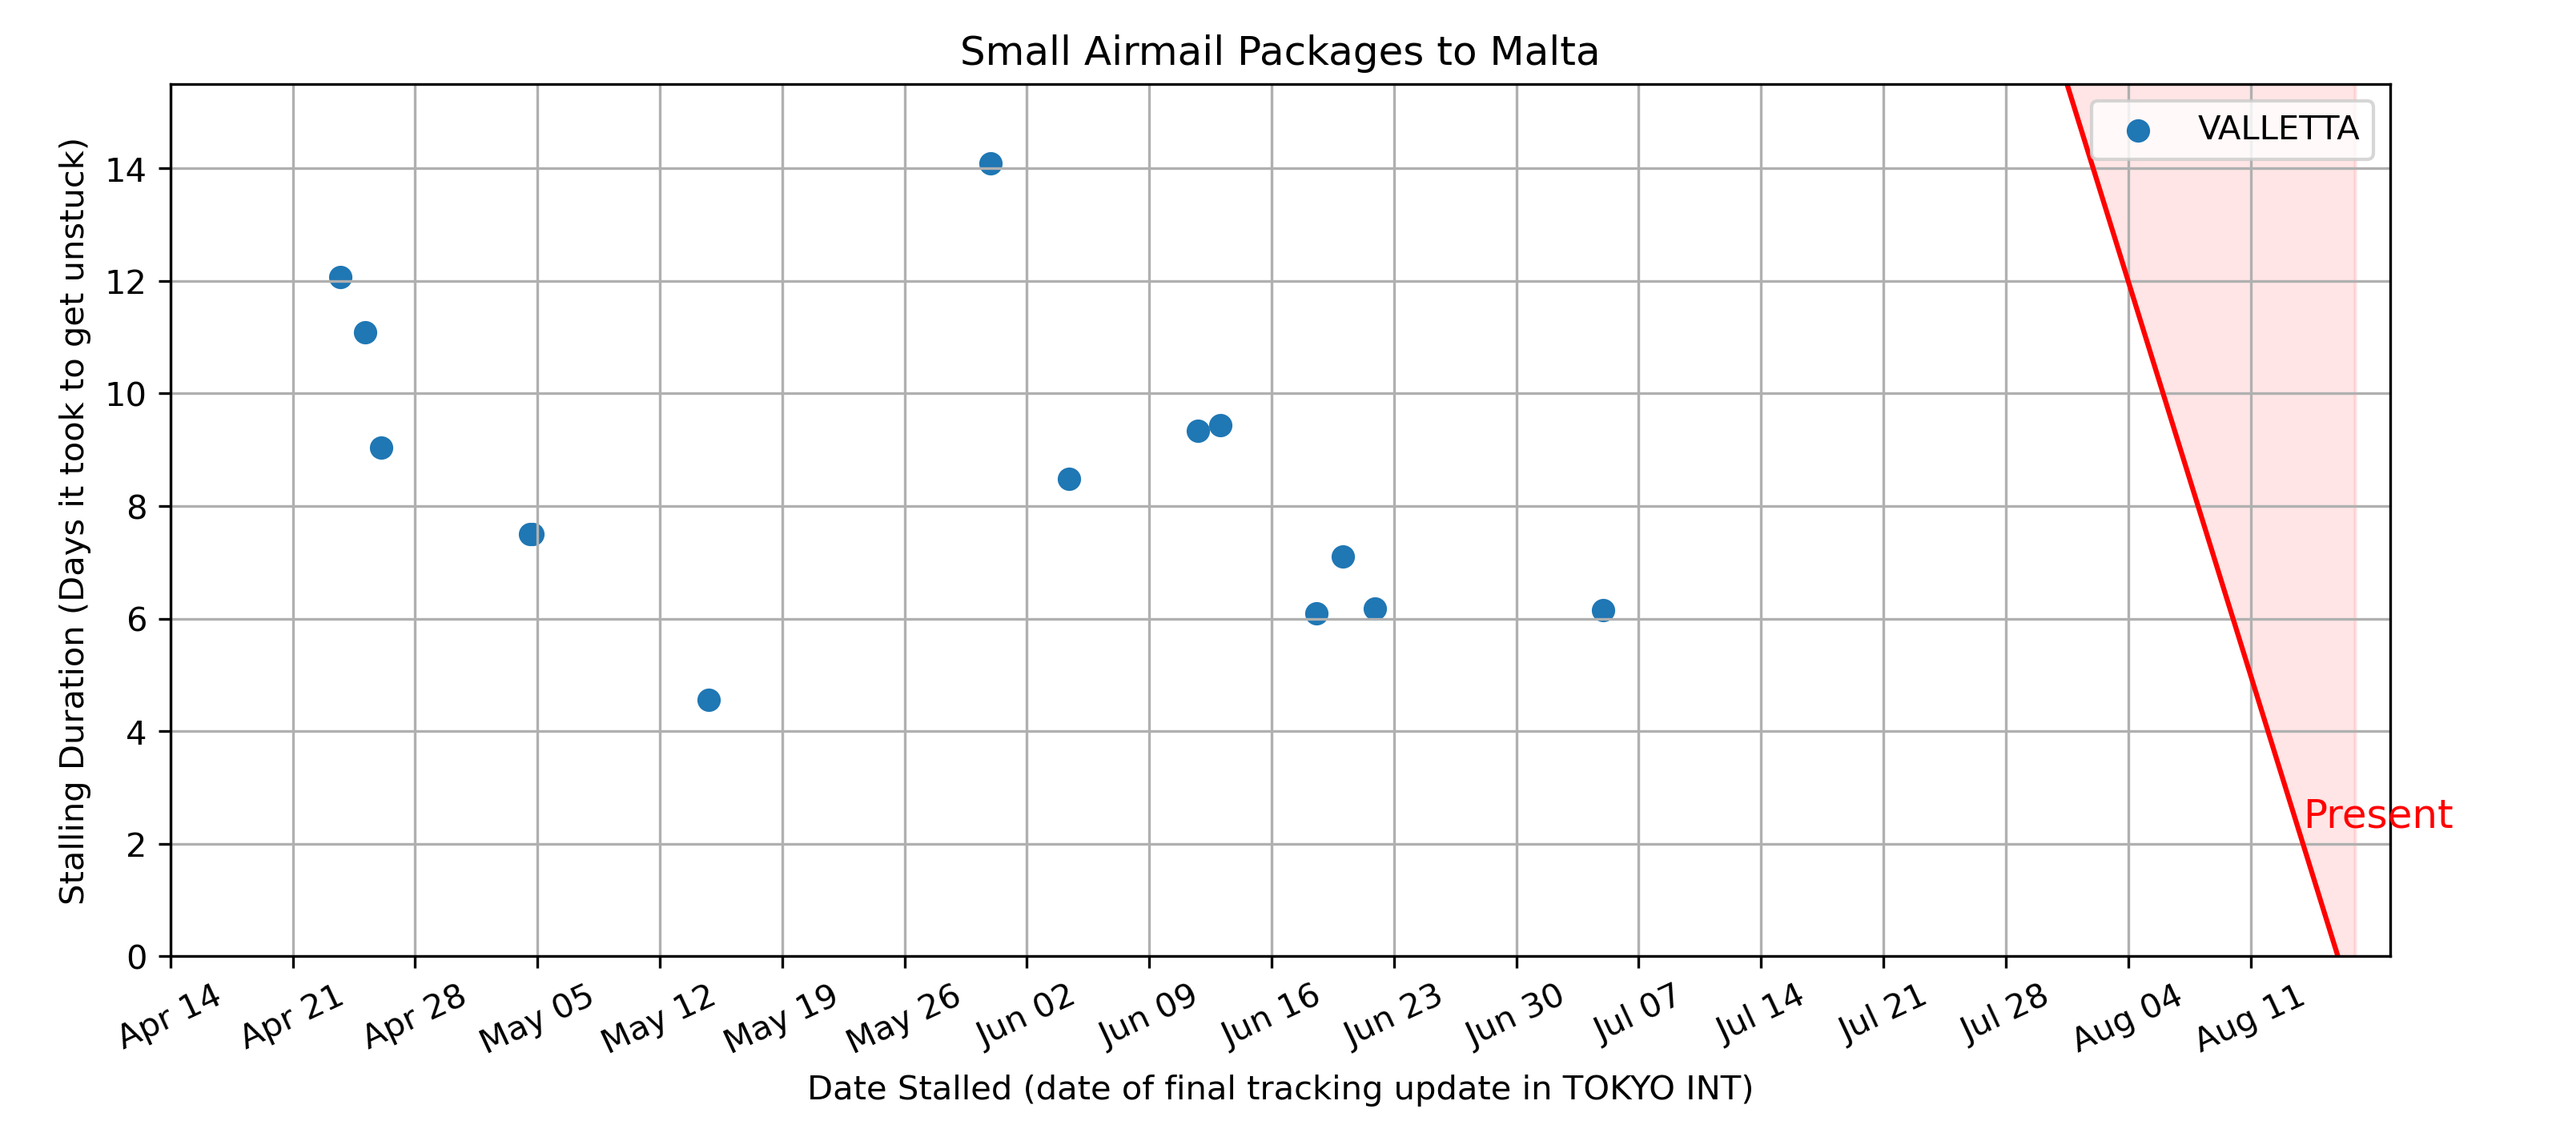 Small Airmail Packages to Malta
VALLETTA
Stalling Duration (Days it took to get unstuck)
14
12
10
8
6
4
2
0
Present
Apr 14
Apr 21
Apr 28
May 05
May 12
May 19
May 26
Jun 02
Jun 09
Jun 16
Jun 23
Jun 30
Jul 07
Jul 14
Jul 21
Jul 28
Aug 04
Aug 11
Date Stalled (date of final tracking update in TOKYO INT)